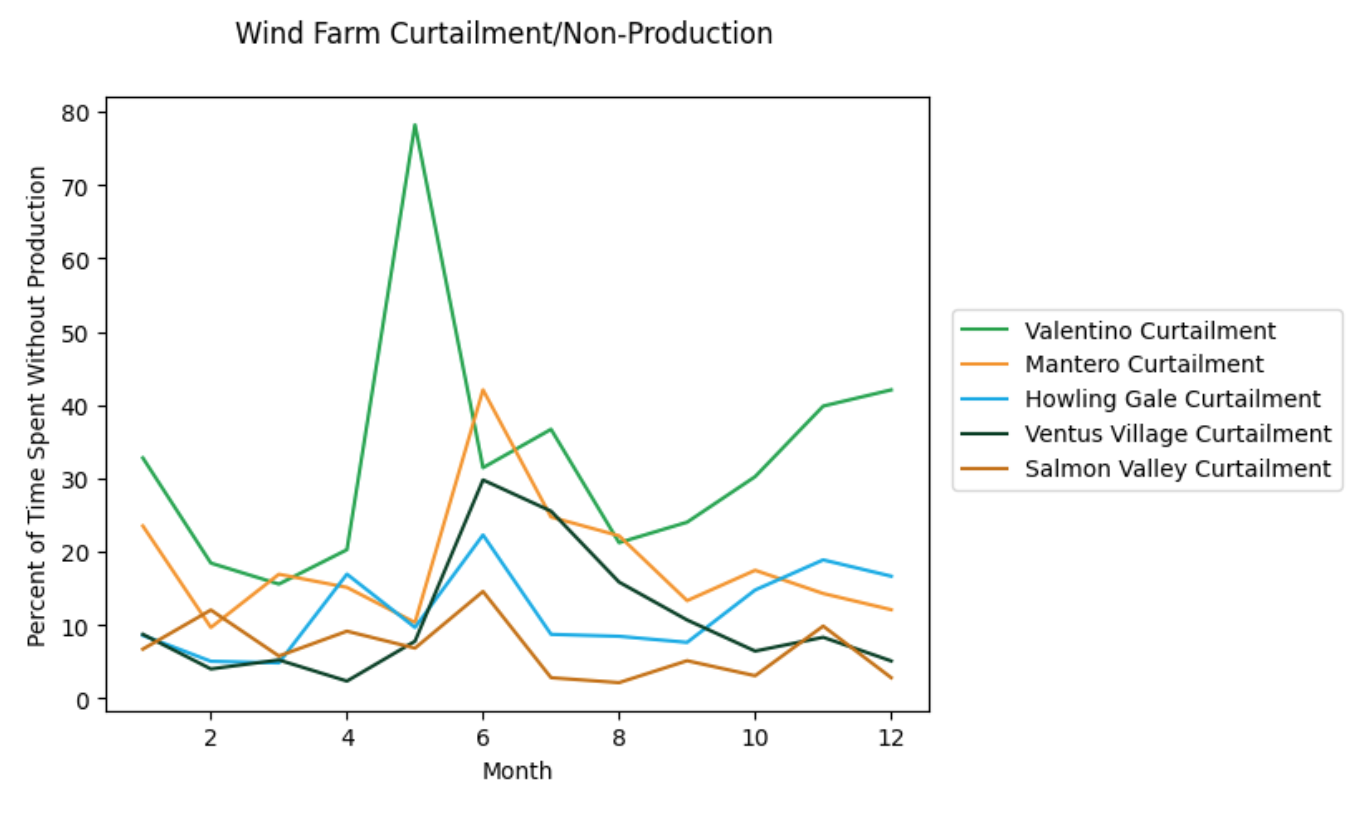 Wind Farm Curtailment/Non-Production
80
70
60
50
40
30
20
10
0
Percent of Time Spent Without Production
2 4 6 8 10 12
Month
Valentino Curtailment
Mantero Curtailment
Howling Gale Curtailment
Ventus Village Curtailment
Salmon Valley Curtailment